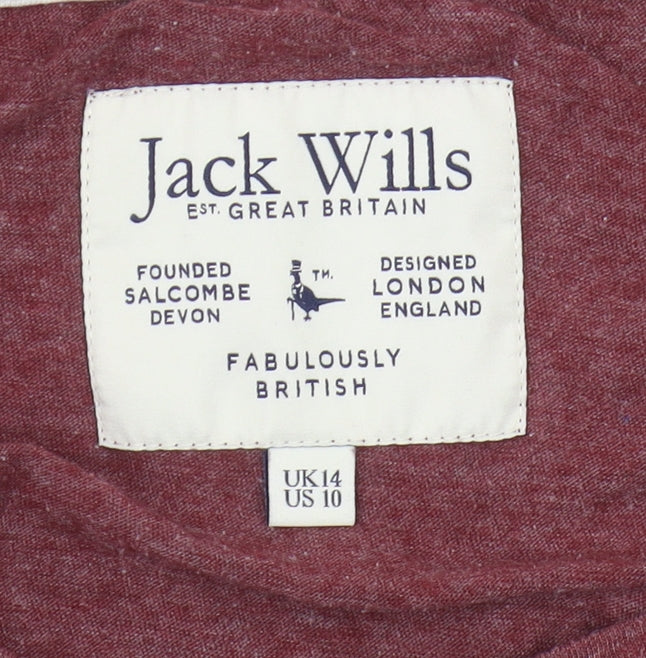 Jack Wills
EST. GREAT BRITAIN
FOUNDED
SALCOMBE
DEVON
TM.
DESIGNED
LONDON
ENGLAND
FABULOUSLY
BRITISH
UK14
US 10